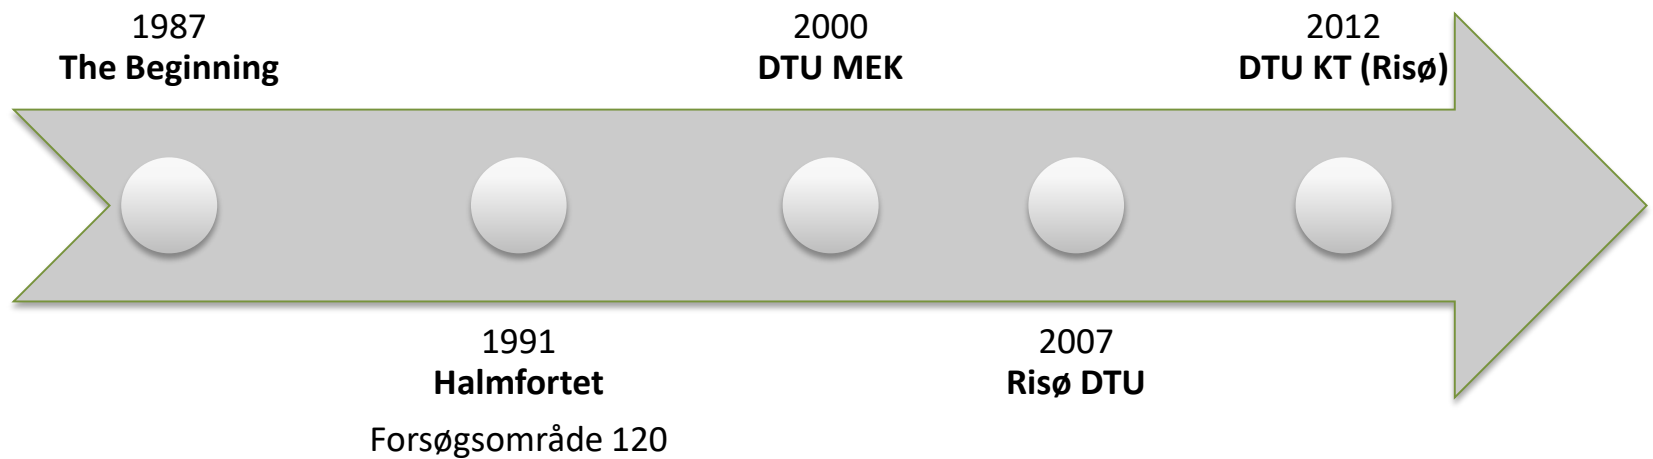 1987
The Beginning
2000
DTU MEK
2012
DTU KT (Risø)
1991
Halmfortet
Forsøgsområde 120
2007
Risø DTU